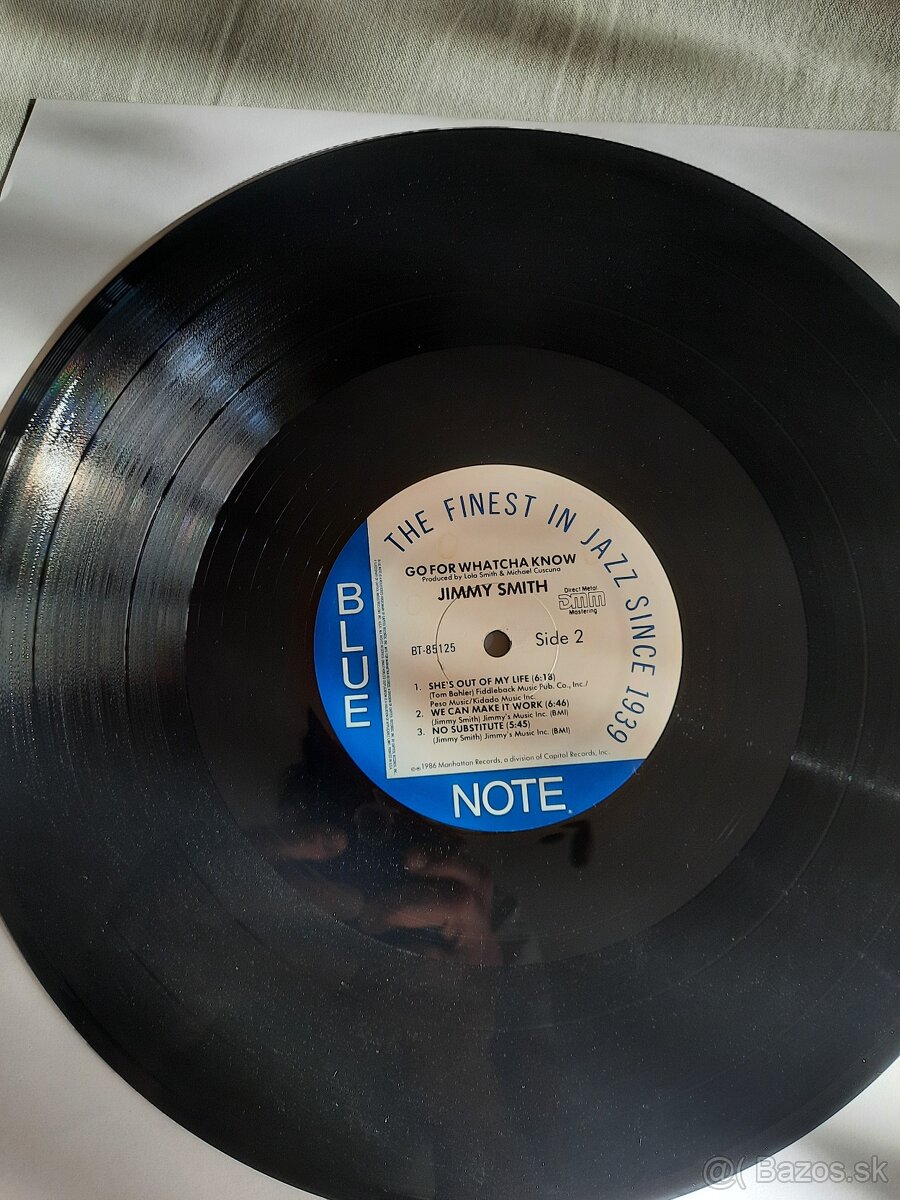 THE FINEST IN JAZZ SINCE 1939
GO FOR WHATCHA KNOW
Produced by Lola Smith & Michael Cuscuna
JIMMY SMITH
Direct Metal
DMM
Mastering
BT-85125
Side 2
1. SHE'S OUT OF MY LIFE (6:18)
(Tom Bahler) Fiddleback Music Pub. Co., Inc./
Peso Music/Kidada Music Inc.
2. WE CAN MAKE IT WORK (6:46)
(Jimmy Smith) Jimmy's Music Inc. (BMI)
3. NO SUBSTITUTE (5:45)
(Jimmy Smith) Jimmy's Music Inc. (BMI)
©℗1986 Manhattan Records, a division of Capitol Records, Inc.
BLUE
NOTE
@( Bazos.sk